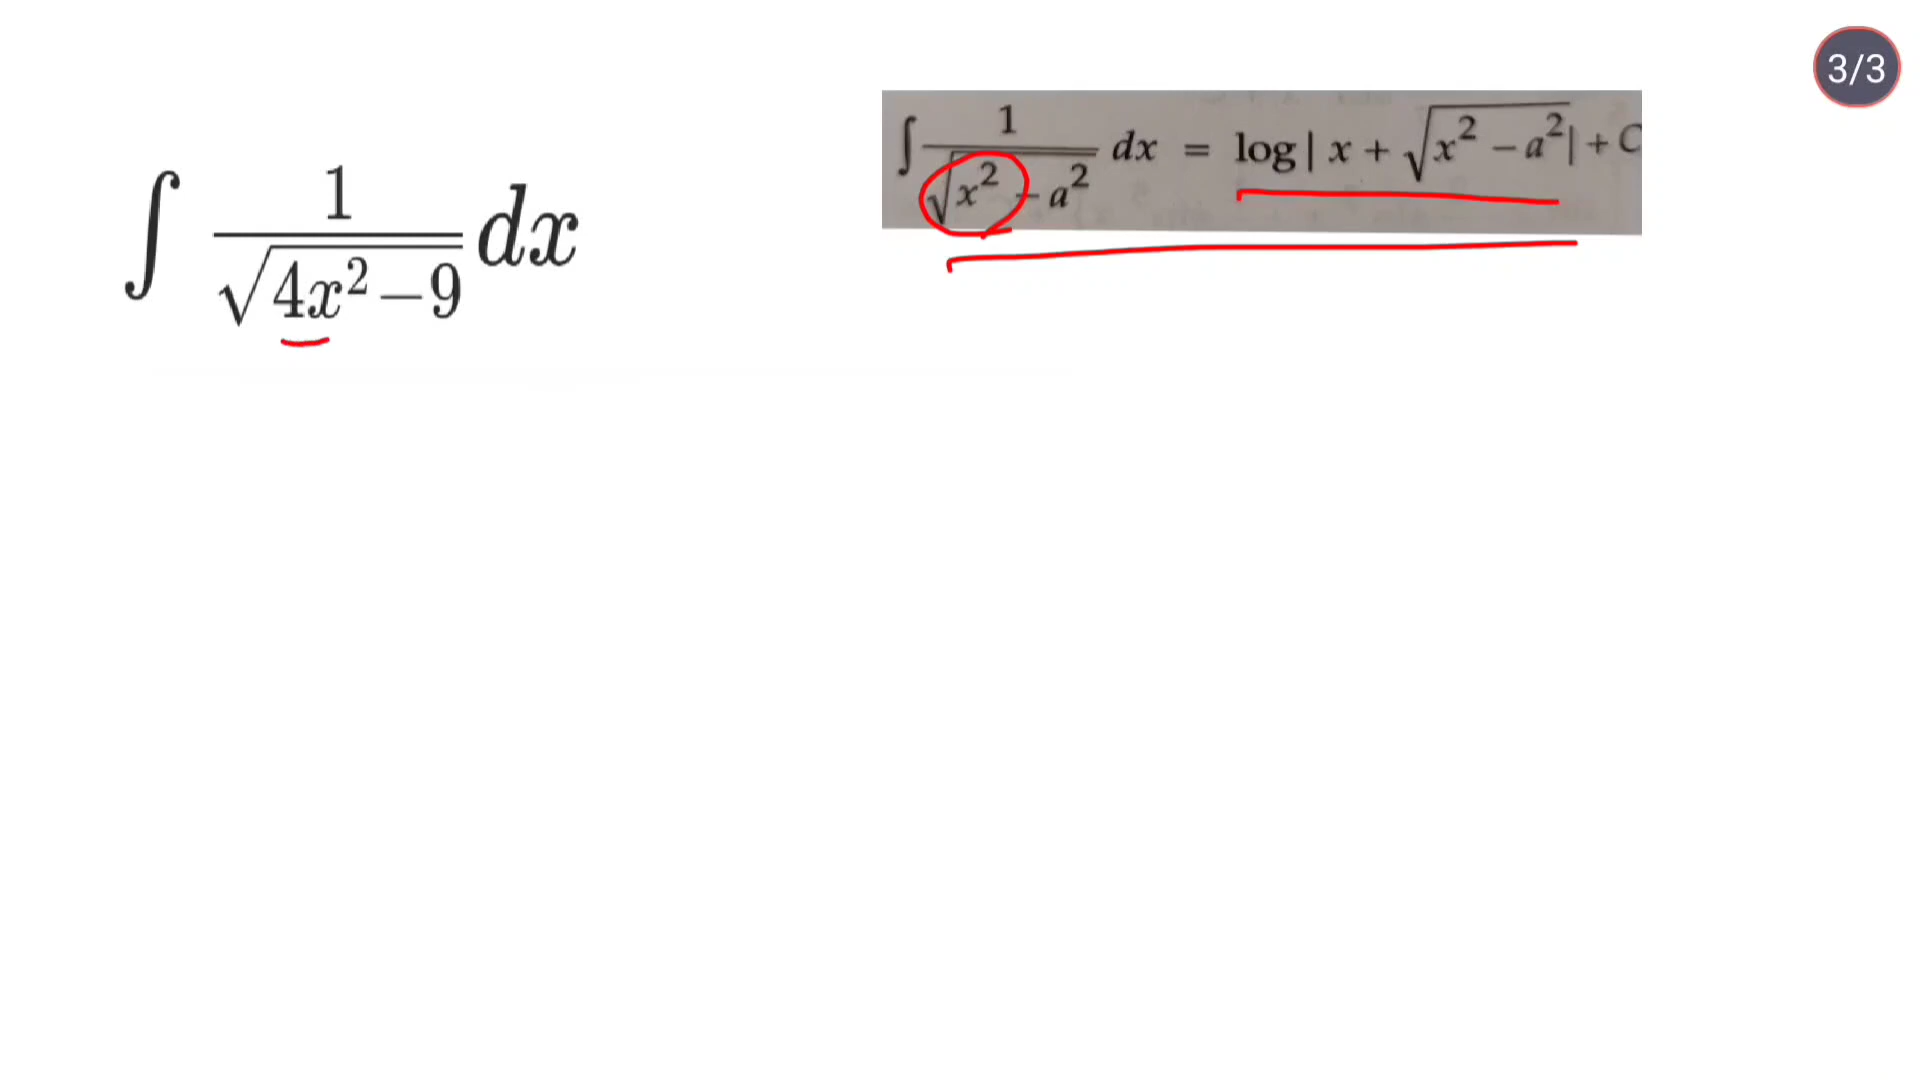 3/3
∫ 1/√(4x²−9) dx
∫ 1/√(x² − a²) dx = log| x + √(x² − a²)| + C